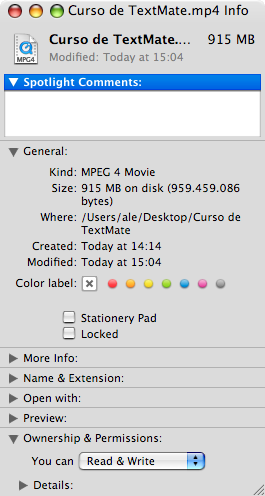 Curso de TextMate.mp4 Info
MPEG4
Curso de TextMate.... 915 MB
Modified: Today at 15:04
Spotlight Comments:
General:
Kind: MPEG 4 Movie
Size: 915 MB on disk (959.459.086
bytes)
Where: /Users/ale/Desktop/Curso de
TextMate
Created: Today at 14:14
Modified: Today at 15:04
Color label:
Stationery Pad
Locked
More Info:
Name & Extension:
Open with:
Preview:
Ownership & Permissions:
You can Read & Write
Details: